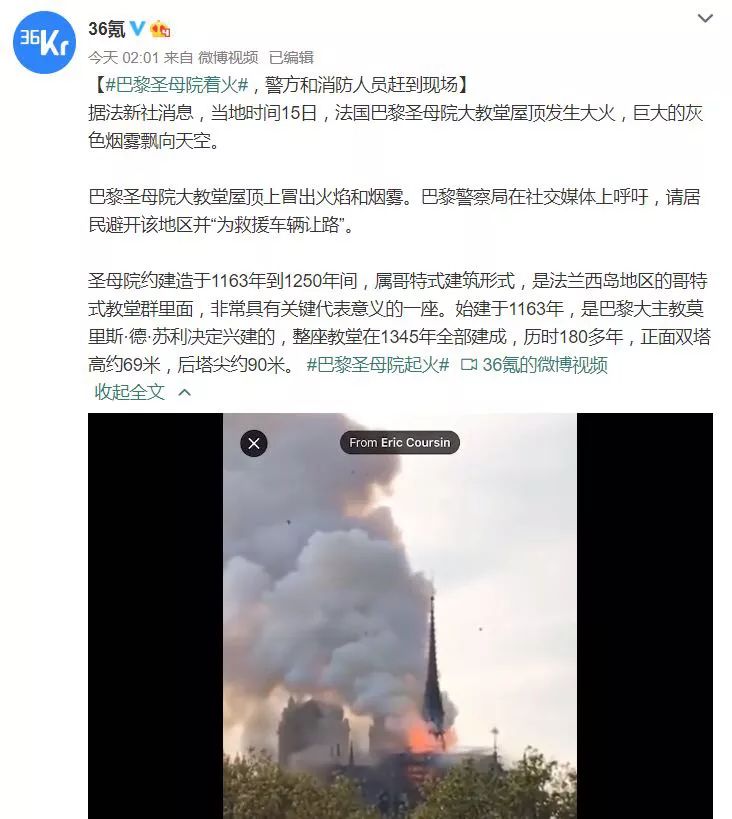 36Kr
36氪
今天 02:01 来自 微博视频 已编辑
【#巴黎圣母院着火#，警方和消防人员赶到现场】
据法新社消息，当地时间15日，法国巴黎圣母院大教堂屋顶发生大火，巨大的灰
色烟雾飘向天空。
巴黎圣母院大教堂屋顶上冒出火焰和烟雾。巴黎警察局在社交媒体上呼吁，请居
民避开该地区并“为救援车辆让路”。
圣母院约建造于1163年到1250年间，属哥特式建筑形式，是法兰西岛地区的哥特
式教堂群里面，非常具有关键代表意义的一座。始建于1163年，是巴黎大主教莫
里斯·德·苏利决定兴建的，整座教堂在1345年全部建成，历时180多年，正面双塔
高约69米，后塔尖约90米。 #巴黎圣母院起火# 36氪的微博视频
收起全文
From Eric Coursin